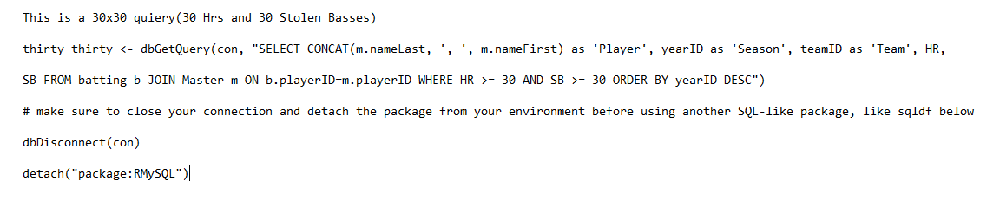 This is a 30x30 quiery(30 Hrs and 30 Stolen Basses)
thirty_thirty <- dbGetQuery(con, "SELECT CONCAT(m.nameLast, ', ', m.nameFirst) as 'Player', yearID as 'Season', teamID as 'Team', HR,
SB FROM batting b JOIN Master m ON b.playerID=m.playerID WHERE HR >= 30 AND SB >= 30 ORDER BY yearID DESC")
# make sure to close your connection and detach the package from your environment before using another SQL-like package, like sqldf below
dbDisconnect(con)
detach("package:RMySQL")